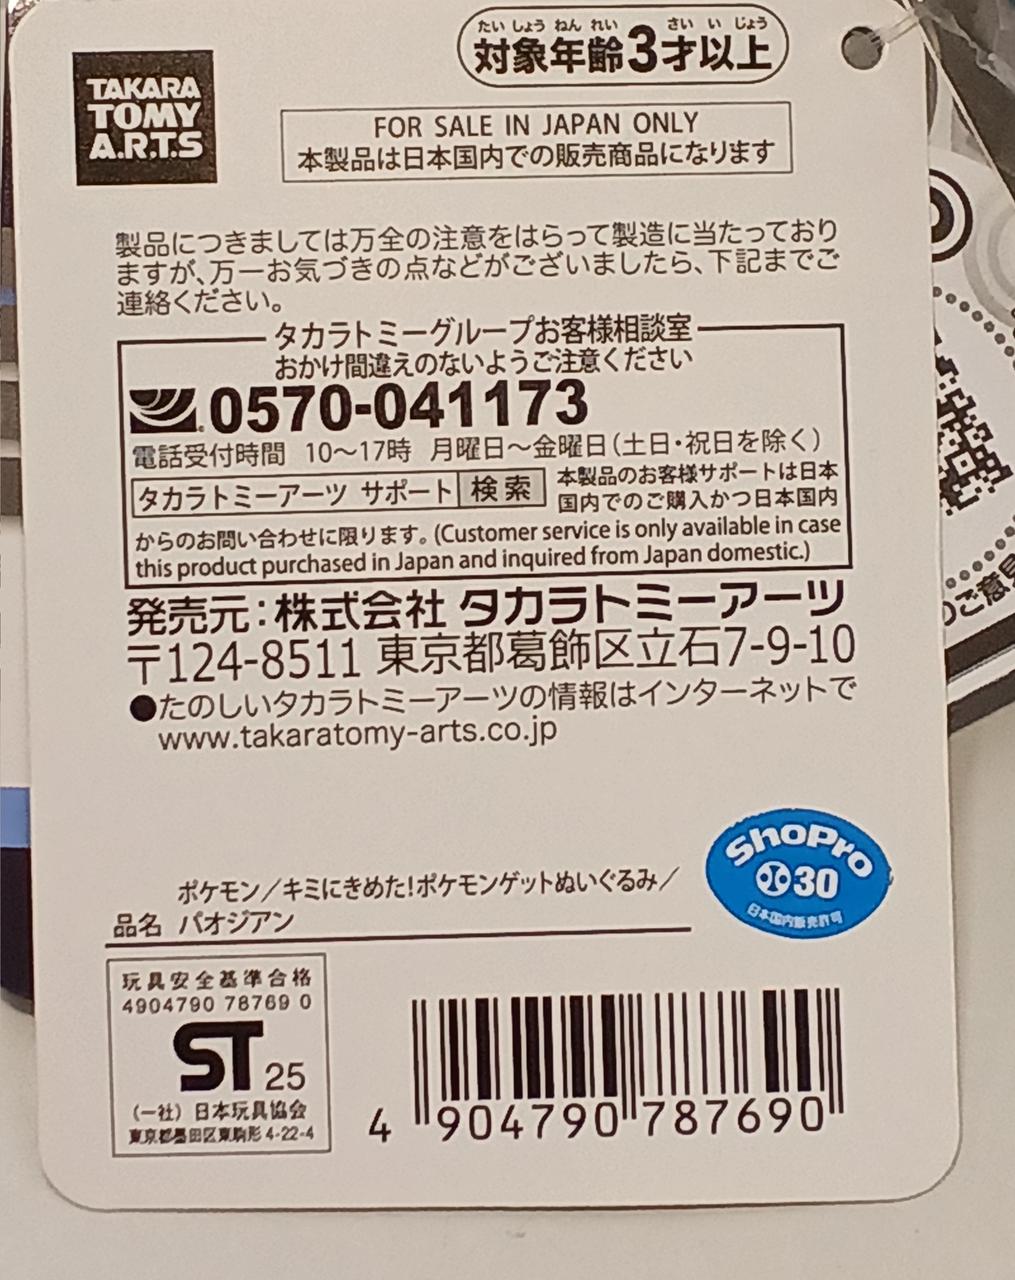 TAKARA
TOMY
A.R.T.S
たい しょう ねん れい さい い じょう
対象年齢3才以上
FOR SALE IN JAPAN ONLY
本製品は日本国内での販売商品になります
製品につきましては万全の注意をはらって製造に当たっており
ますが、万一お気づきの点などがございましたら、下記までご
連絡ください。
タカラトミーグループお客様相談室
おかけ間違えのないようご注意ください
0570-041173
電話受付時間 10～17時 月曜日～金曜日(土日・祝日を除く)
タカラトミーアーツ サポート 検索
本製品のお客様サポートは日本
国内でのご購入かつ日本国内
からのお問い合わせに限ります。(Customer service is only available in case
this product purchased in Japan and inquired from Japan domestic.)
発売元:株式会社 タカラトミーアーツ
〒124-8511 東京都葛飾区立石7-9-10
●たのしいタカラトミーアーツの情報はインターネットで
www.takaratomy-arts.co.jp
ShoPro
30
日本国内販売許可
ポケモン／キミにきめた!ポケモンゲットぬいぐるみ／
品名 パオジアン
玩具安全基準合格
4904790 78769 0
ST 25
(一社) 日本玩具協会
東京都墨田区東駒形 4-22-4
4 904790 787690
ご意見